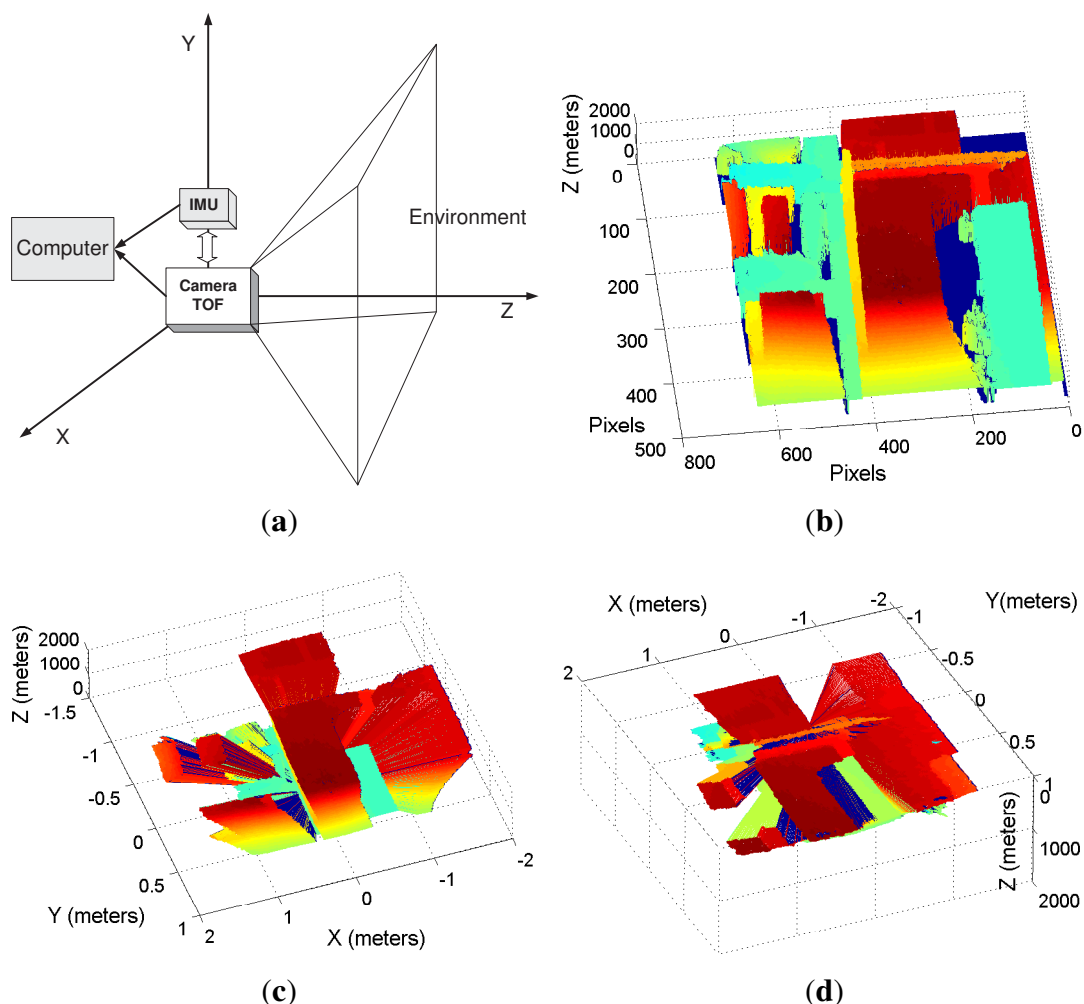 Y
IMU
Computer
Camera
TOF
Environment
Z
X
(a)
Z (meters)
2000
1000
0
0
100
200
300
400
500
Pixels
800
600
400
200
0
Pixels
(b)
Z (meters)
2000
1000
0
-1.5
-1
-0.5
0
0.5
1
Y (meters)
2
1
0
-1
-2
X (meters)
(c)
X (meters)
2
1
0
-1
-2
Y(meters)
-1
-0.5
0
0.5
1
0
1000
2000
Z (meters)
(d)